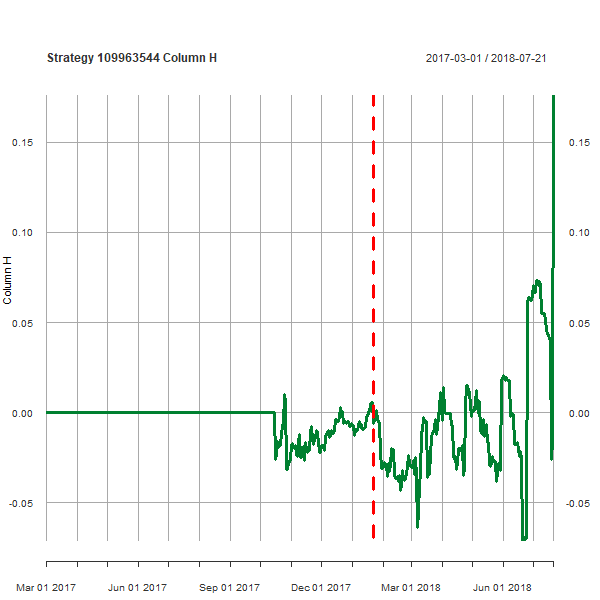 Strategy 109963544 Column H
2017-03-01 / 2018-07-21
0.15 0.15
0.10 0.10
0.05 0.05
Column H
0.00 0.00
-0.05 -0.05
Mar 01 2017 Jun 01 2017 Sep 01 2017 Dec 01 2017 Mar 01 2018 Jun 01 2018